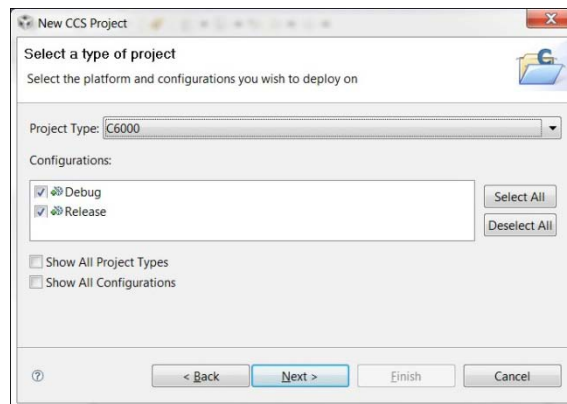 New CCS Project
Select a type of project
Select the platform and configurations you wish to deploy on
Project Type: C6000
Configurations:
Debug
Release
Select All
Deselect All
Show All Project Types
Show All Configurations
< Back
Next >
Finish
Cancel